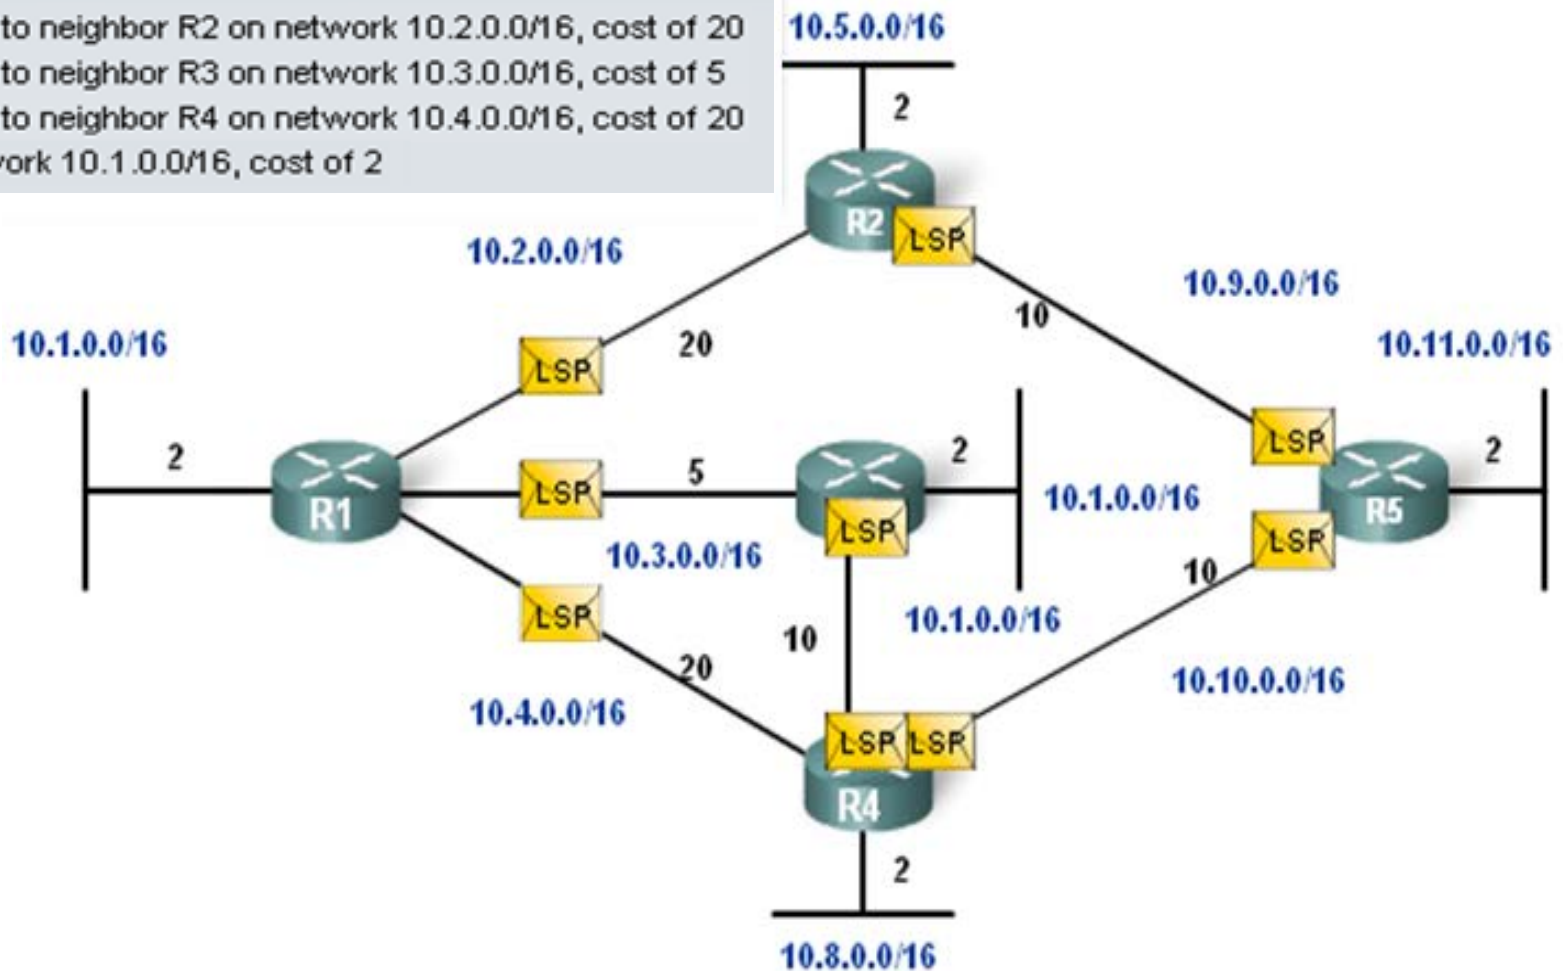 to neighbor R2 on network 10.2.0.0/16, cost of 20
to neighbor R3 on network 10.3.0.0/16, cost of 5
to neighbor R4 on network 10.4.0.0/16, cost of 20
10.1.0.0/16, cost of 2
10.5.0.0/16
2
R2
LSP
10.2.0.0/16
10.9.0.0/16
10
10.1.0.0/16
20
10.11.0.0/16
LSP
LSP
2
R1
LSP
5
2
10.1.0.0/16
R5
2
LSP
LSP
10.3.0.0/16
10
LSP
10.1.0.0/16
10
20
10.4.0.0/16
10.10.0.0/16
LSP
LSP
R4
2
10.8.0.0/16